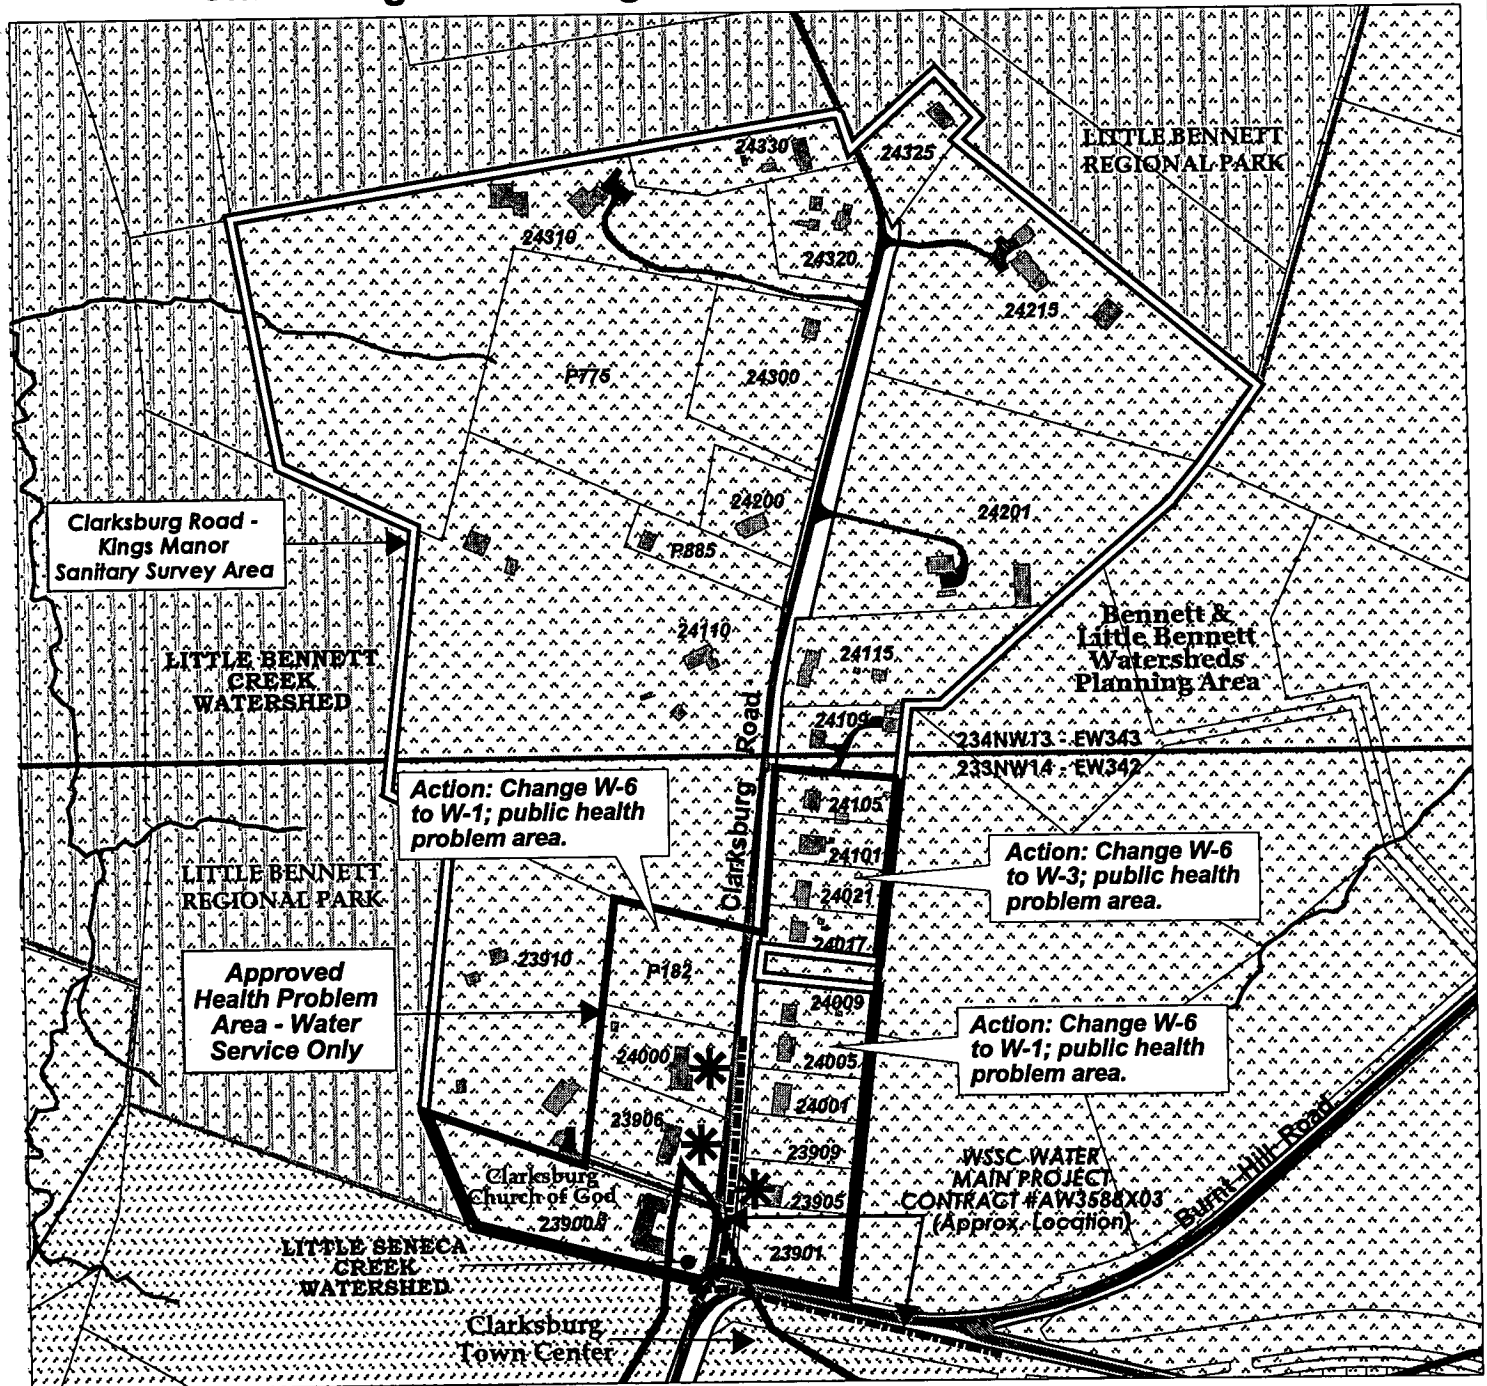 24330
24325
LITTLE BENNETT
REGIONAL PARK
24310
24320
24215
P775
24300
24200
24201
P885
Clarksburg Road -
Kings Manor
Sanitary Survey Area
24110
24115
Bennett &
Little Bennett
Watersheds
Planning Area
LITTLE BENNETT
CREEK
WATERSHED
24109
Clarksburg Road
234NW13 - EW343
233NW14 - EW342
Action: Change W-6
to W-1; public health
problem area.
24105
24101
24021
24017
Action: Change W-6
to W-3; public health
problem area.
LITTLE BENNETT
REGIONAL PARK
23910
P182
Approved
Health Problem
Area - Water
Service Only
24009
24005
24001
Action: Change W-6
to W-1; public health
problem area.
24000
23906
23909
23905
WSSC WATER
MAIN PROJECT
CONTRACT #AW3588X03
(Approx. Location)
Burnt Hill Road
Clarksburg
Church of God
23900
23901
LITTLE SENECA
CREEK
WATERSHED
Clarksburg
Town Center